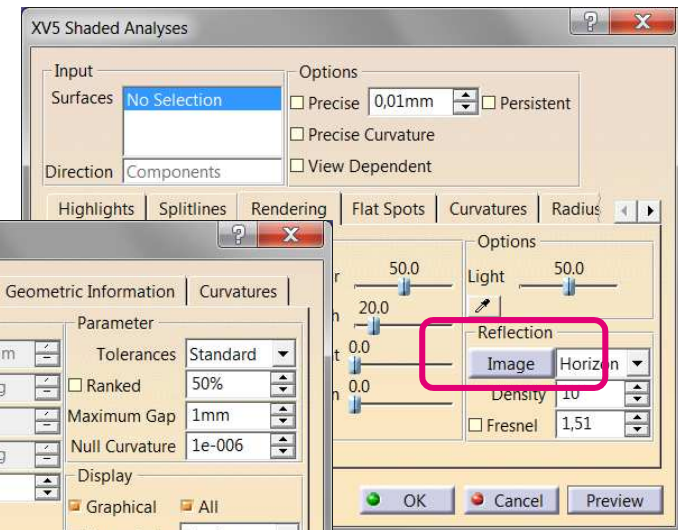 XV5 Shaded Analyses
Input
Surfaces No Selection
Direction Components
Options
Precise 0,01mm Persistent
Precise Curvature
View Dependent
Highlights Splitlines Rendering Flat Spots Curvatures Radius
50.0
20.0
0.0
0.0
Options
Light 50.0
Reflection
Image Horizon
Density 10
Fresnel 1,51
OK Cancel Preview
Geometric Information Curvatures
Parameter
Tolerances Standard
Ranked 50%
Maximum Gap 1mm
Null Curvature 1e-006
Display
Graphical All